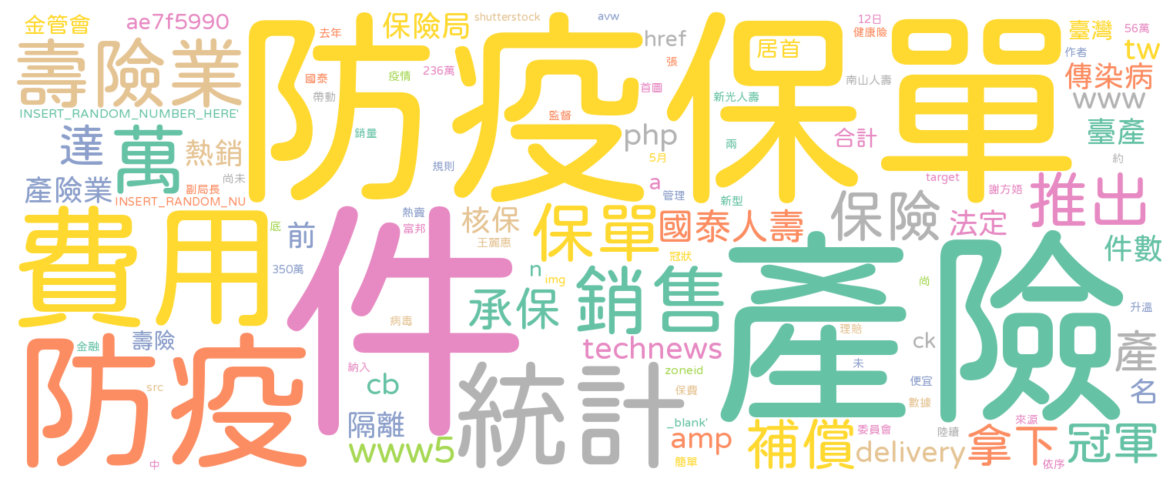 金管會
ae7f5990
去年
保險局
shutterstock
avw
12日
健康險
臺灣
56萬
作者
tw
壽險業
防疫保單
國泰
疫情
236萬
帶動
href
張
居首
南山人壽
傳染病
www
首圖
新光人壽
INSERT_RANDOM_NUMBER_HERE'
達
萬
熱銷
銷量
監督
php
兩
合計
臺產
5月
約
規則
尚未
產險業
副局長
INSERT_RANDOM_NU
a
管理
新型
target
謝方娪
推出
費用
件
底
前
熱賣
富邦
核保
王麗惠
保單
國泰人壽
保險
法定
件數
冠狀
350萬
n
img
承保
銷售
產險
尚
升溫
病毒
理賠
防疫
金融
壽險
technews
ck
產
未
納入
zoneid
src
cb
統計
保費
便宜
名
數據
隔離
_blank'
來源
www5
amp
補償
委員會
陸續
拿下
冠軍
delivery
中
簡單
依序